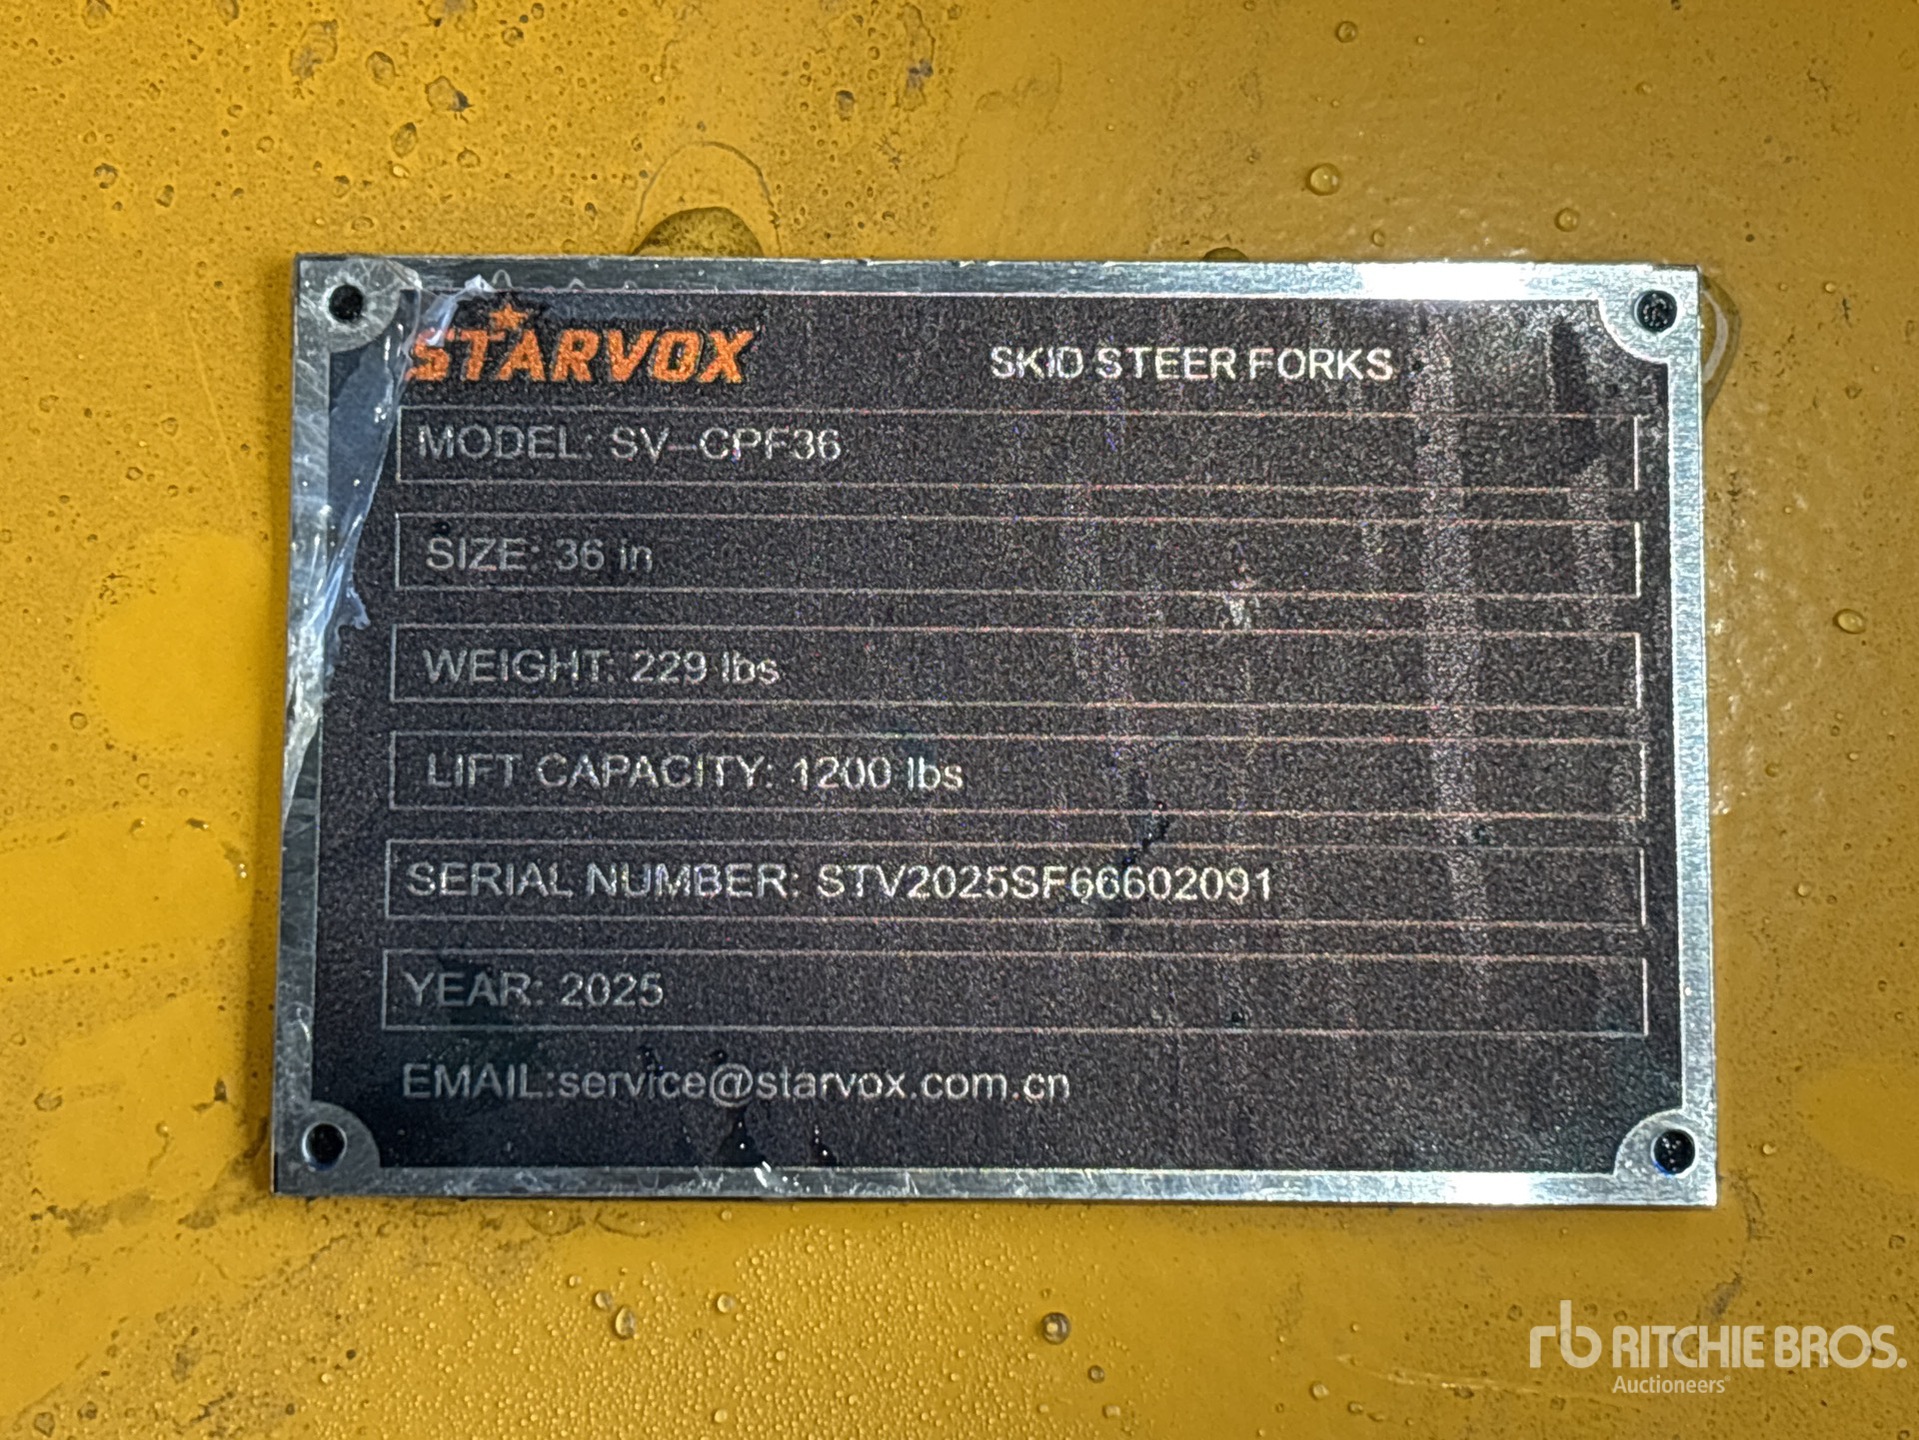 STARVOX
SKID STEER FORKS
MODEL: SV-CPF36
SIZE: 36 in
WEIGHT: 229 lbs
LIFT CAPACITY: 1200 lbs
SERIAL NUMBER: STV2025SF66602091
YEAR: 2025
EMAIL:service@starvox.com.cn
rb RITCHIE BROS.
Auctioneers